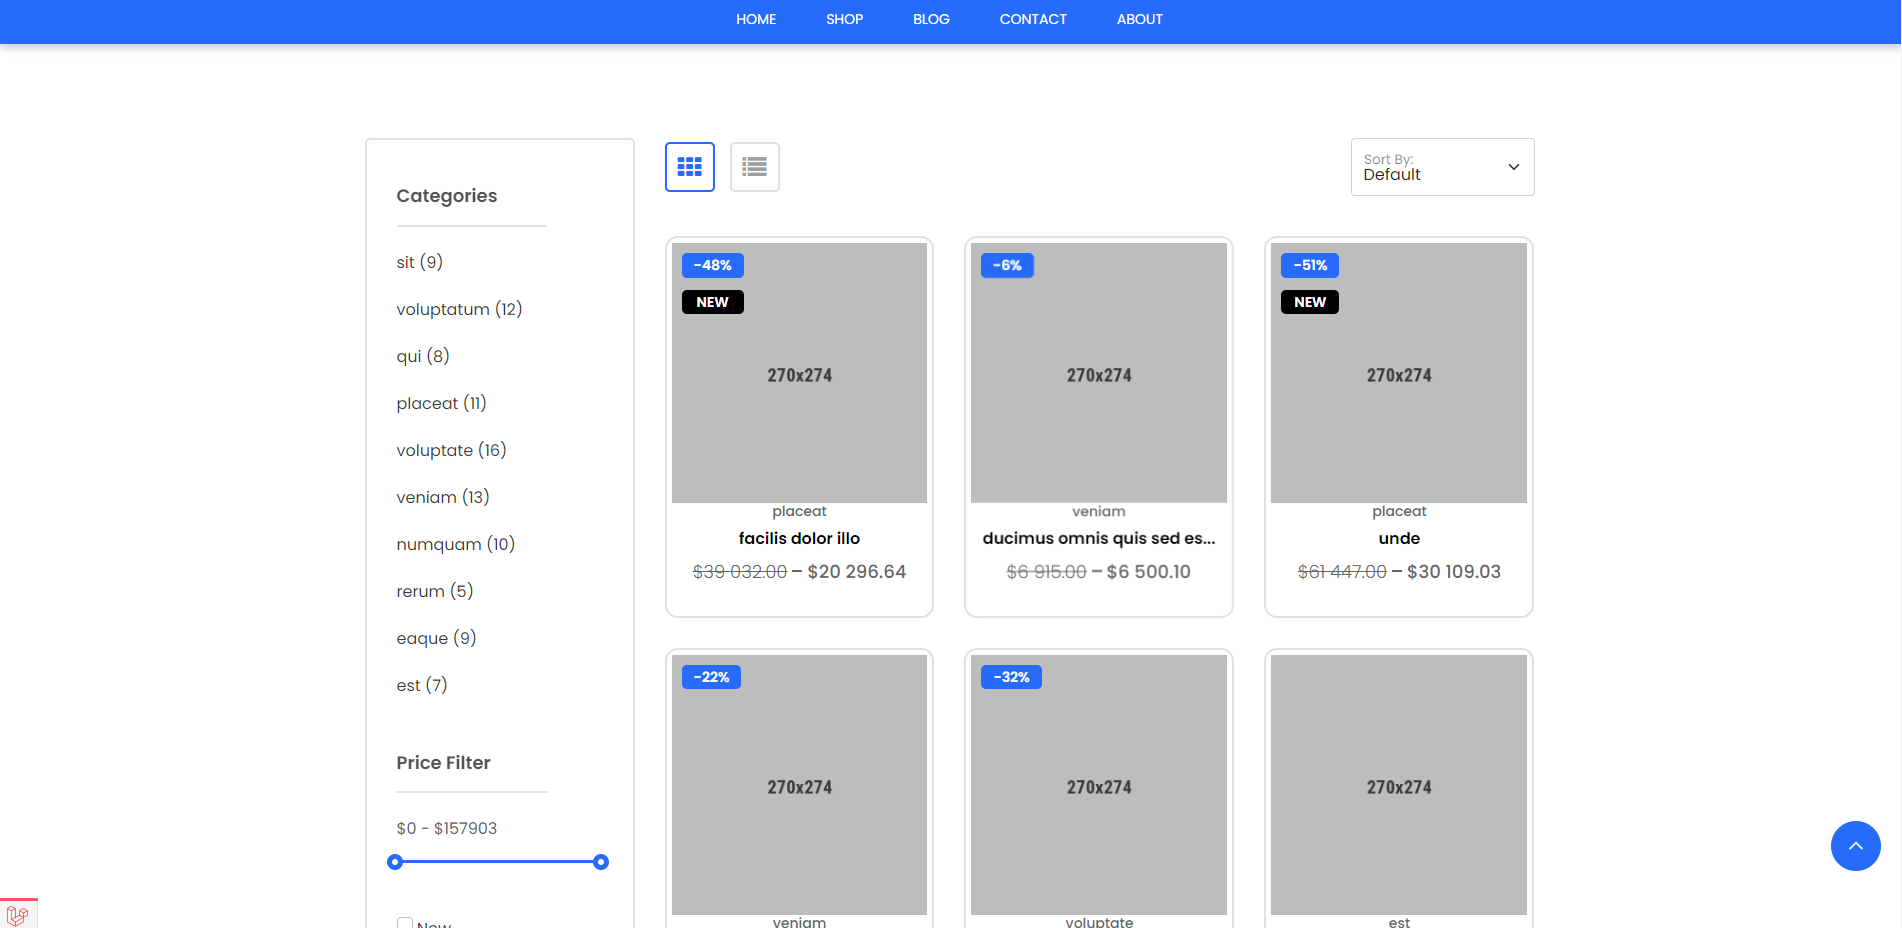 HOME SHOP BLOG CONTACT ABOUT
Categories
sit (9)
voluptatum (12)
qui (8)
placeat (11)
voluptate (16)
veniam (13)
numquam (10)
rerum (5)
eaque (9)
est (7)
Price Filter
$0 - $157903
New
Sort By:
Default
-48%
NEW
270x274
placeat
facilis dolor illo
$39 032.00 – $20 296.64
-6%
270x274
veniam
ducimus omnis quis sed es...
$6 915.00 – $6 500.10
-51%
NEW
270x274
placeat
unde
$61 447.00 – $30 109.03
-22%
270x274
veniam
-32%
270x274
voluptate
270x274
est